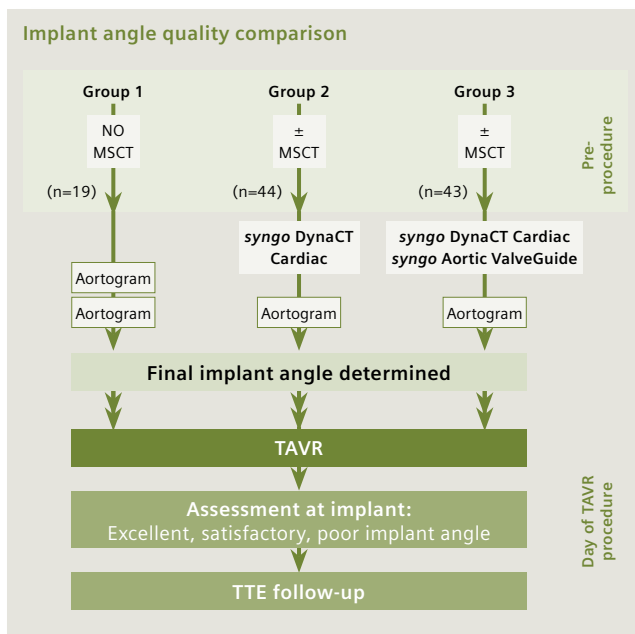 Implant angle quality comparison
Group 1
Group 2
Group 3
NO
MSCT
±
MSCT
±
MSCT
Pre-
procedure
(n=19)
(n=44)
(n=43)
syngo DynaCT
Cardiac
syngo DynaCT Cardiac
syngo Aortic ValveGuide
Aortogram
Aortogram
Aortogram
Aortogram
Final implant angle determined
TAVR
Assessment at implant:
Excellent, satisfactory, poor implant angle
TTE follow-up
Day of TAVR
procedure